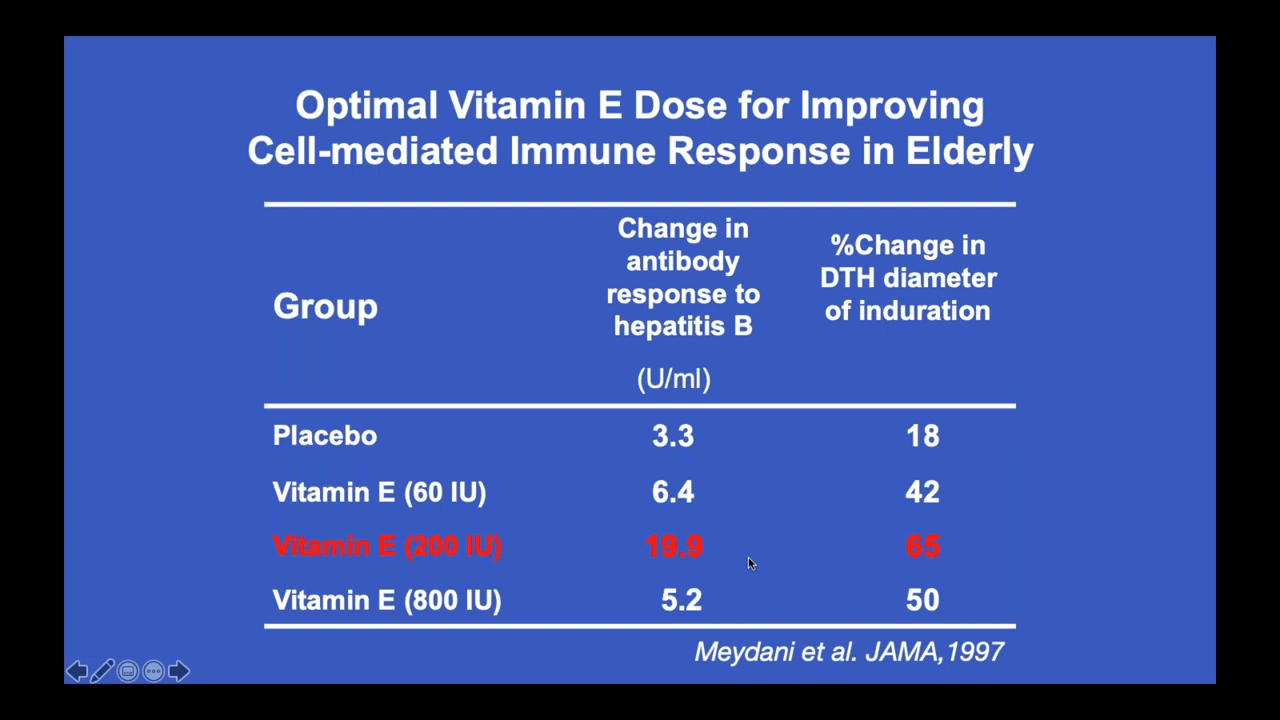 Optimal Vitamin E Dose for Improving
Cell-mediated Immune Response in Elderly
Group
Change in
antibody
response to
hepatitis B
(U/ml)
%Change in
DTH diameter
of induration
Placebo 3.3 18
Vitamin E (60 IU) 6.4 42
Vitamin E (200 IU) 19.9 65
Vitamin E (800 IU) 5.2 50
Meydani et al. JAMA,1997